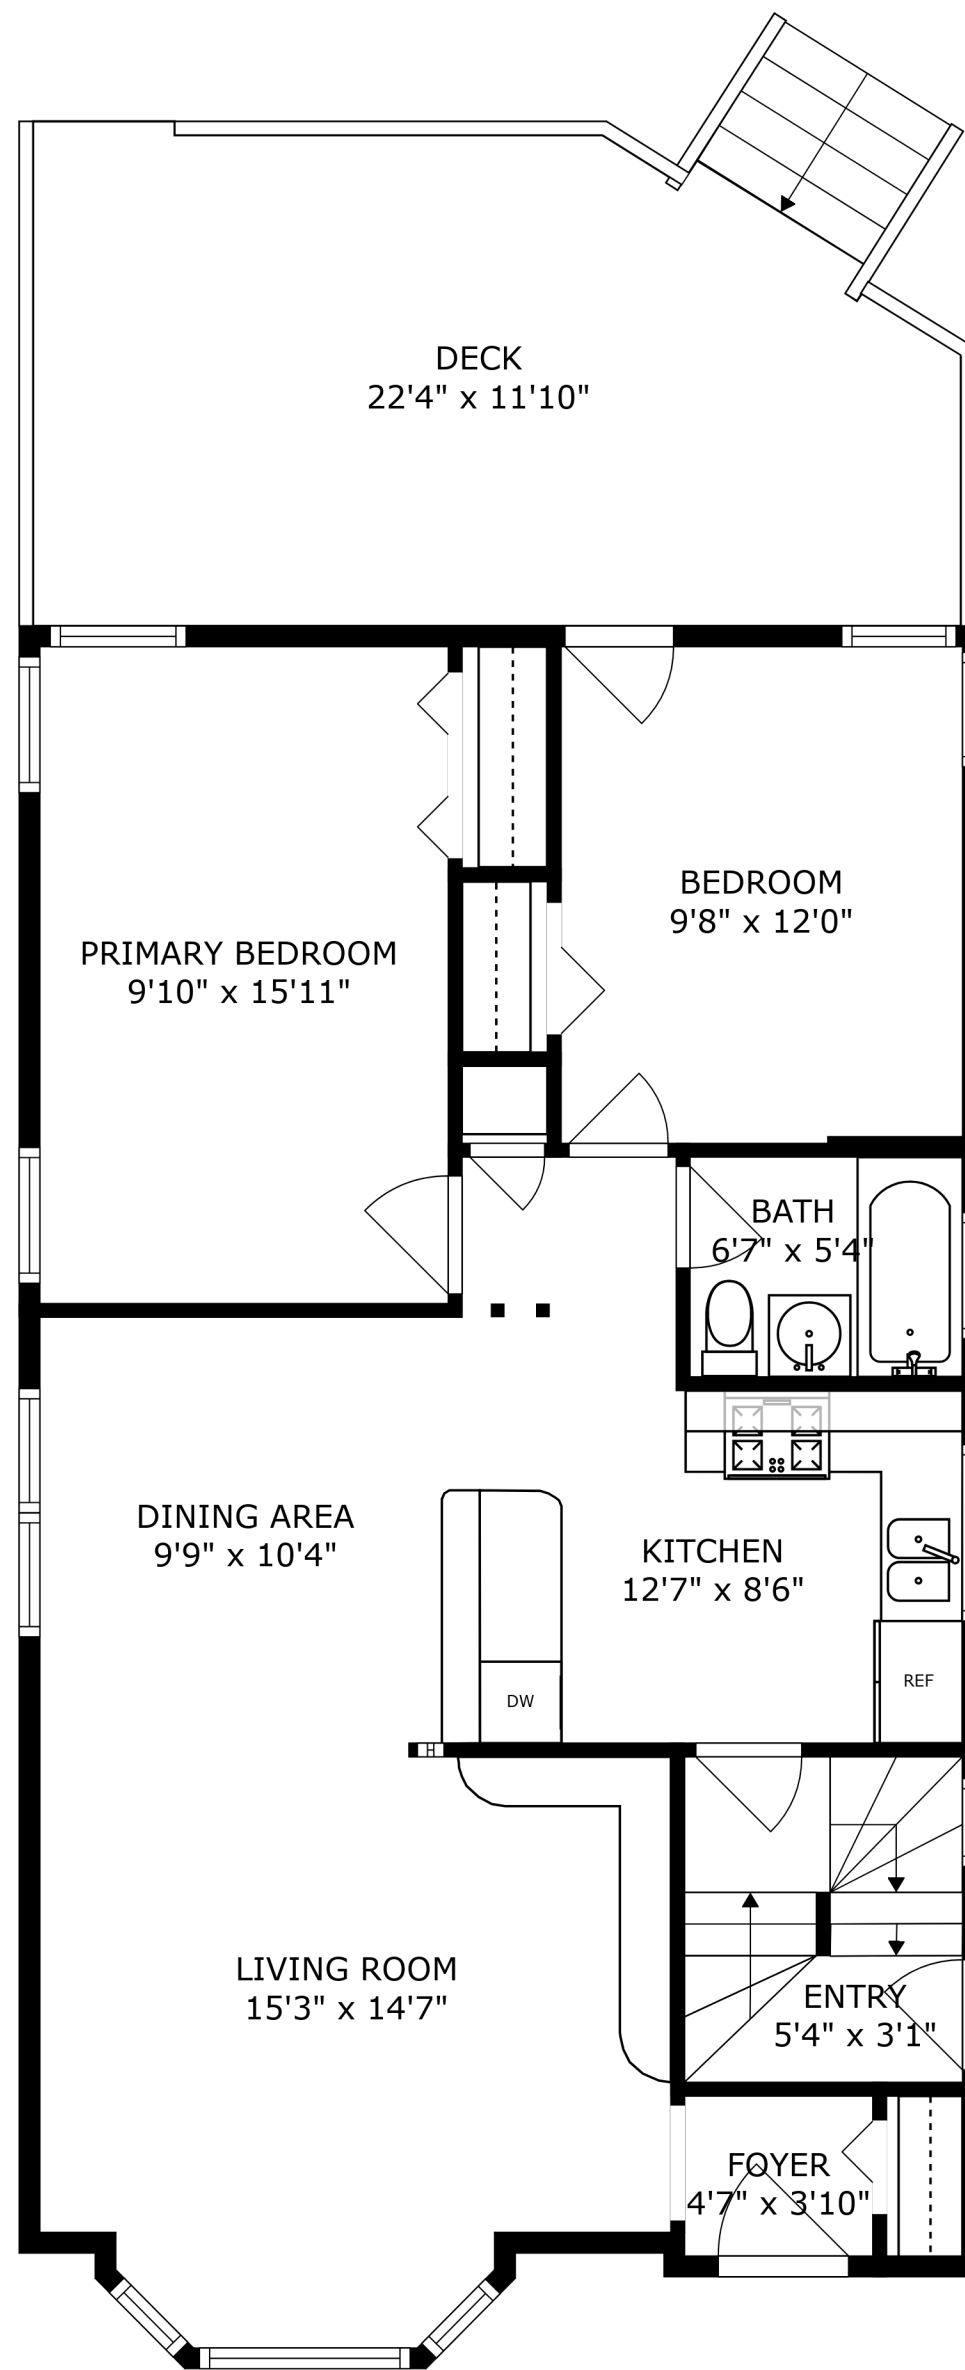 DECK
22'4" x 11'10"
BEDROOM
9'8" x 12'0"
PRIMARY BEDROOM
9'10" x 15'11"
BATH
6'7" x 5'4"
DINING AREA
9'9" x 10'4"
KITCHEN
12'7" x 8'6"
REF
DW
LIVING ROOM
15'3" x 14'7"
ENTRY
5'4" x 3'1"
FOYER
4'7" x 3'10"